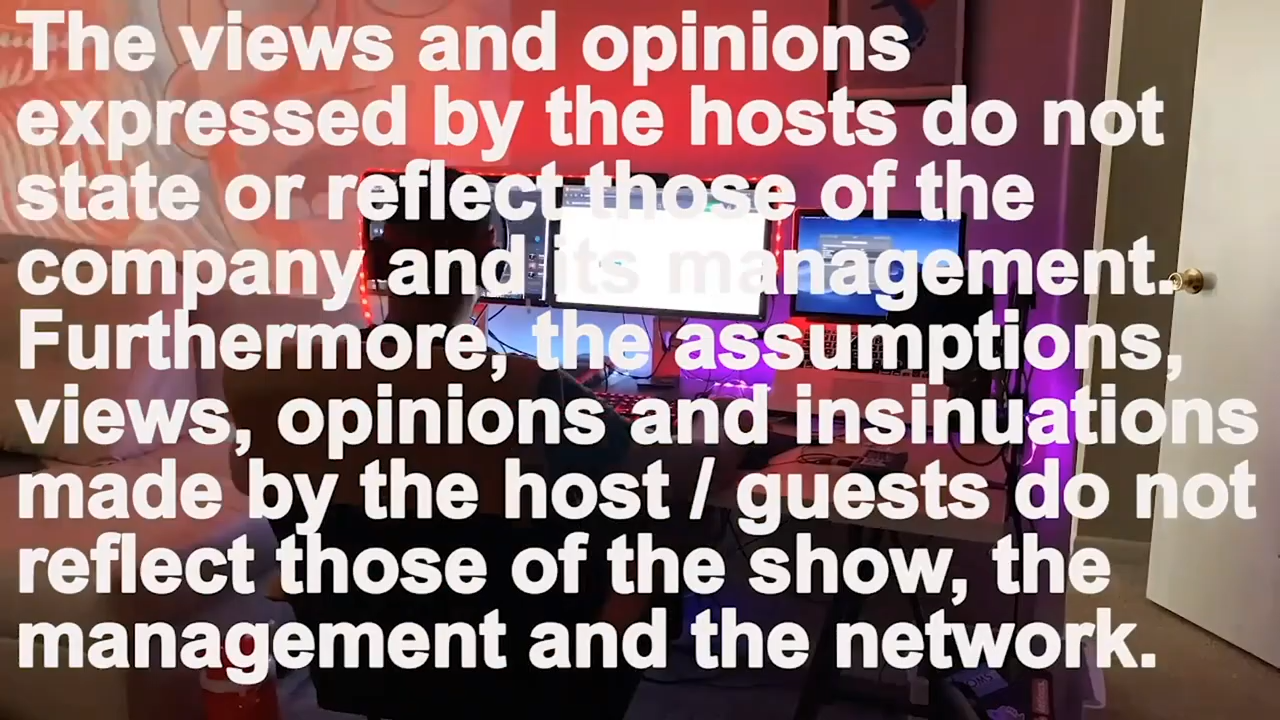 The views and opinions
expressed by the hosts do not
state or reflect those of the
company and its management.
Furthermore, the assumptions,
views, opinions and insinuations
made by the host / guests do not
reflect those of the show, the
management and the network.